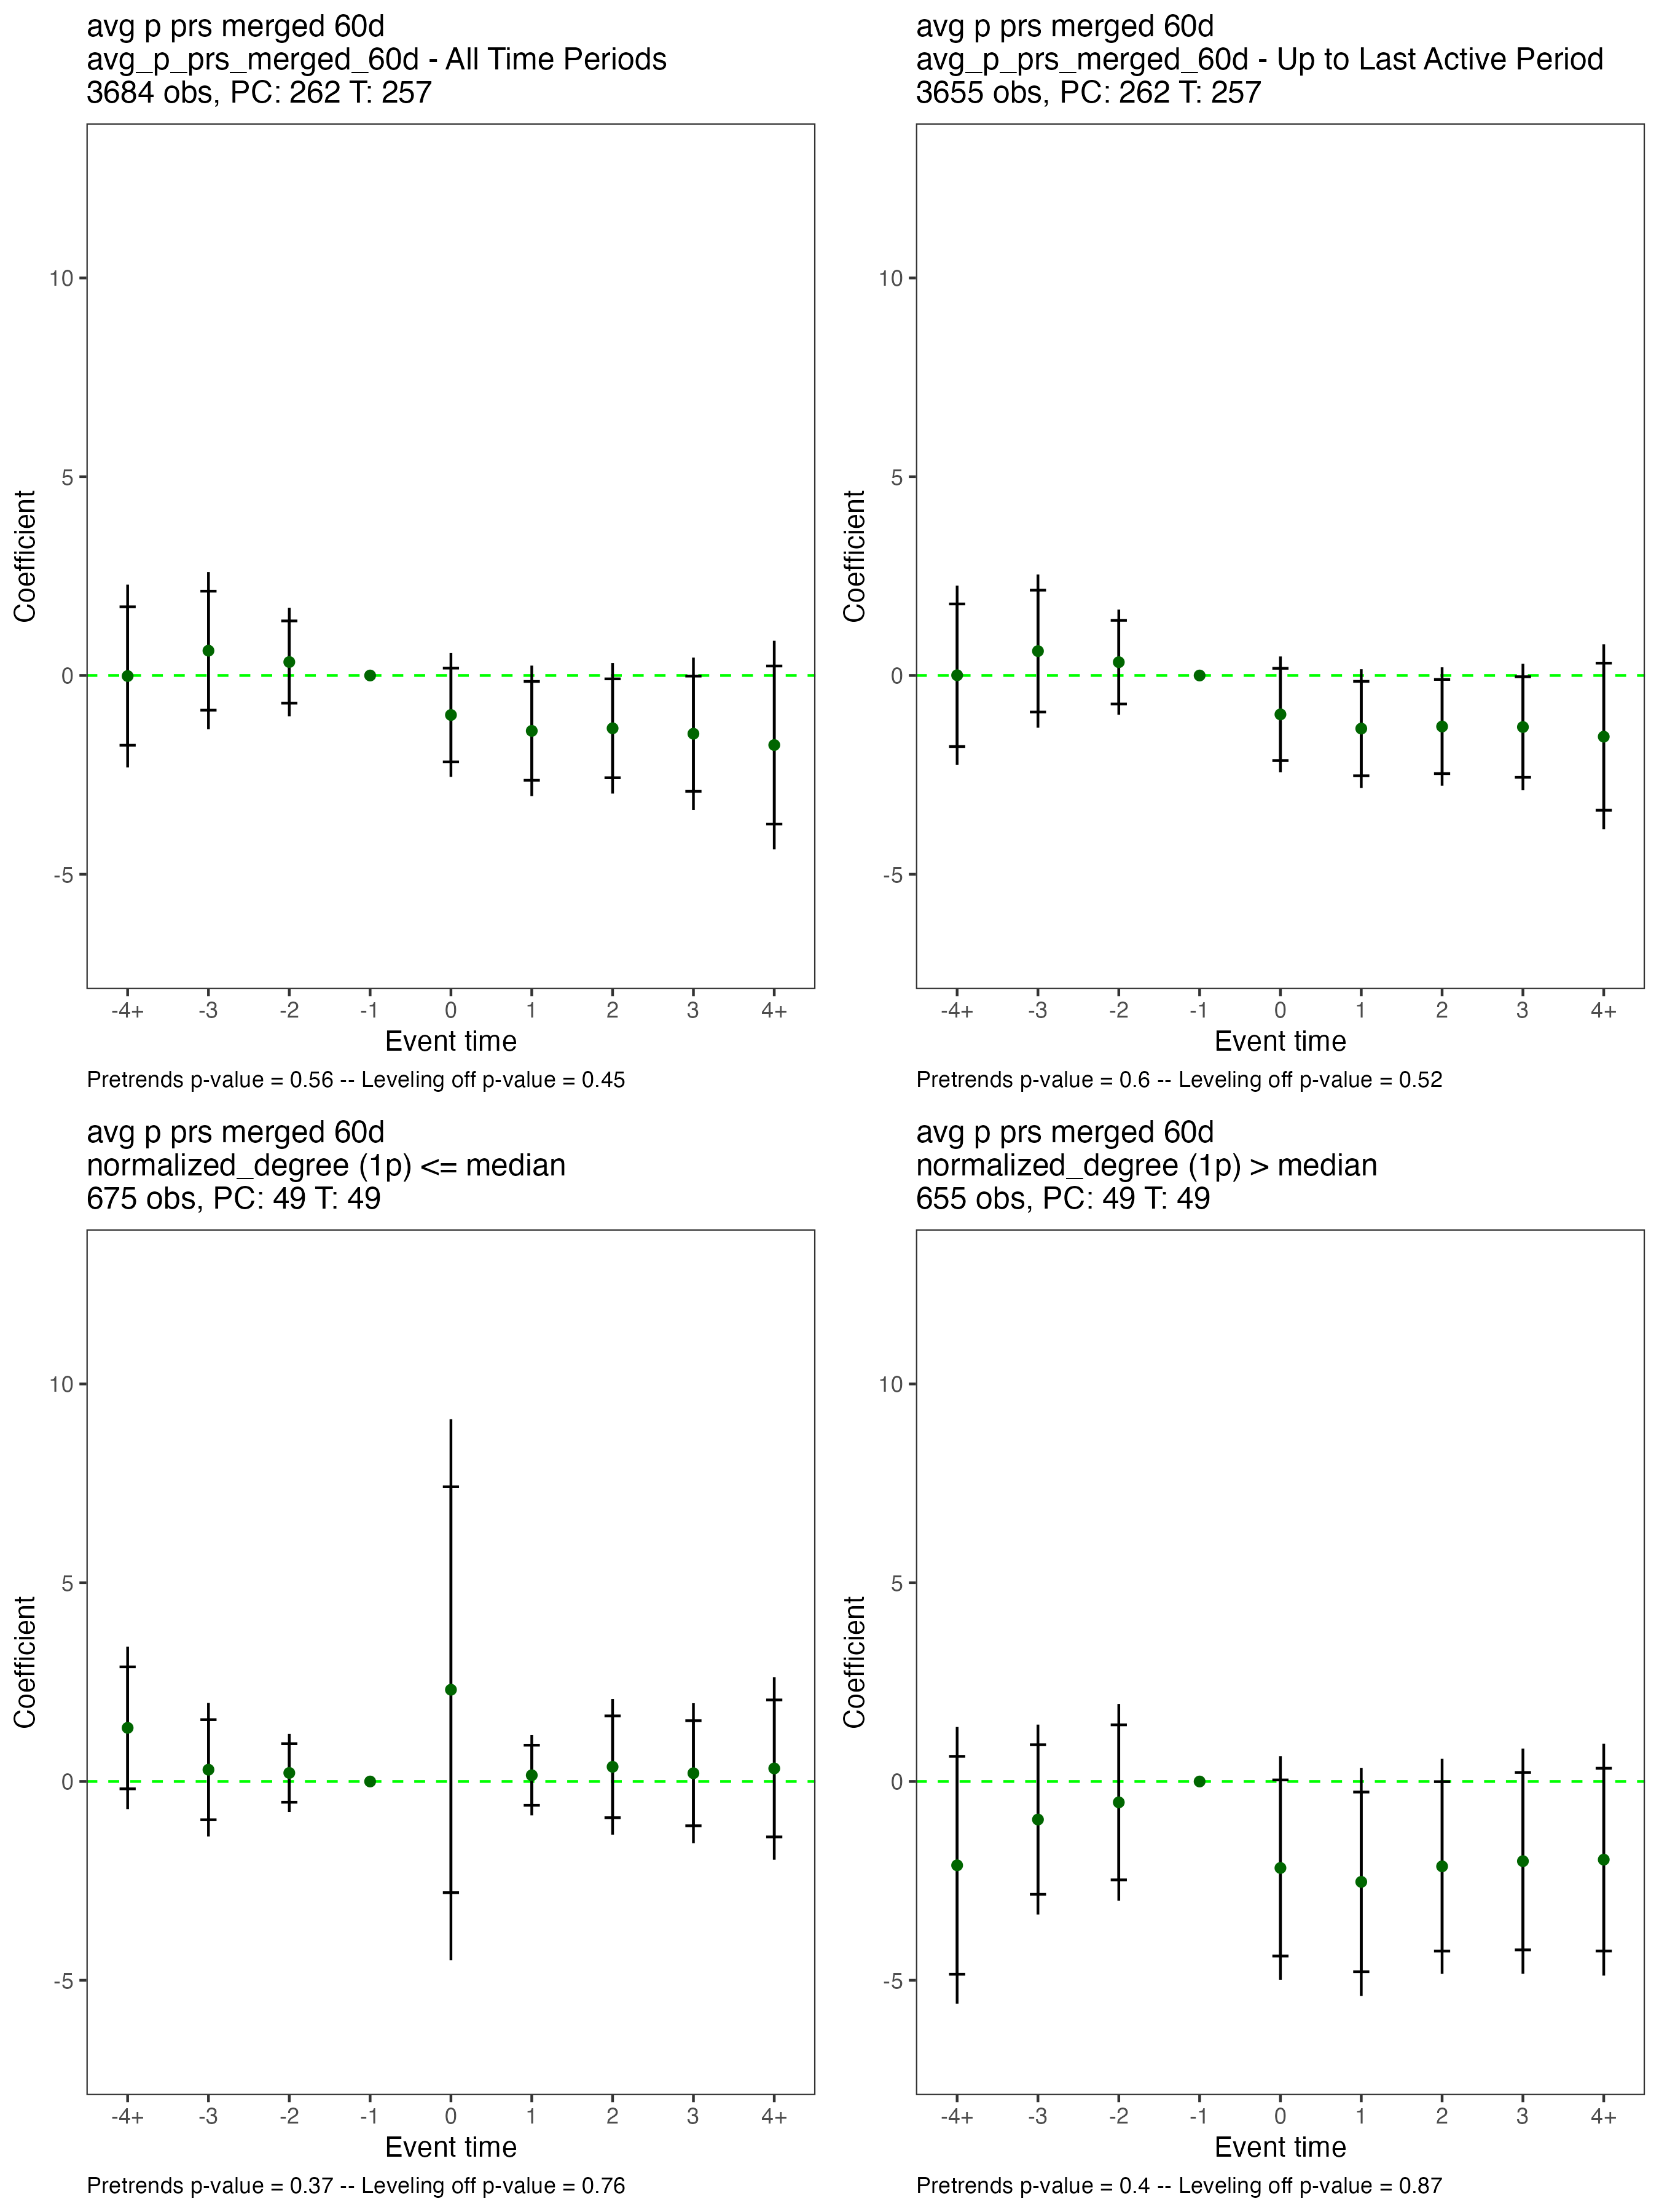 avg p prs merged 60d
avg_p_prs_merged_60d - All Time Periods
3684 obs, PC: 262 T: 257
Coefficient
10
5
0
-5
-4+ -3 -2 -1 0 1 2 3 4+
Event time
Pretrends p-value = 0.56 -- Leveling off p-value = 0.45
avg p prs merged 60d
avg_p_prs_merged_60d - Up to Last Active Period
3655 obs, PC: 262 T: 257
Coefficient
10
5
0
-5
-4+ -3 -2 -1 0 1 2 3 4+
Event time
Pretrends p-value = 0.6 -- Leveling off p-value = 0.52
avg p prs merged 60d
normalized_degree (1p) <= median
675 obs, PC: 49 T: 49
Coefficient
10
5
0
-5
-4+ -3 -2 -1 0 1 2 3 4+
Event time
Pretrends p-value = 0.37 -- Leveling off p-value = 0.76
avg p prs merged 60d
normalized_degree (1p) > median
655 obs, PC: 49 T: 49
Coefficient
10
5
0
-5
-4+ -3 -2 -1 0 1 2 3 4+
Event time
Pretrends p-value = 0.4 -- Leveling off p-value = 0.87